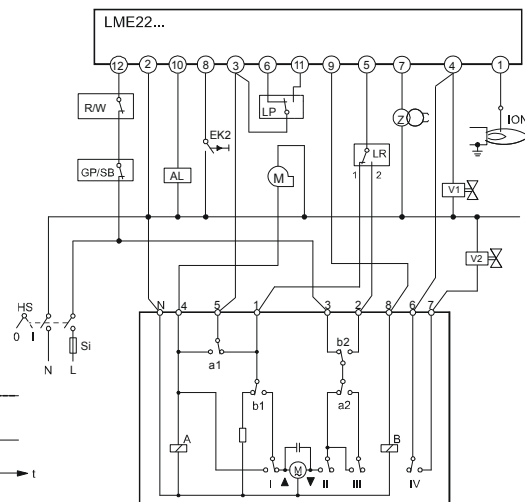 LME22...
12 2 10 8 3 6 11 9 5 7 4 1
R/W
LP
Z
ION
EK2
GP/SB
AL
M
LR
1 2
V1
V2
HS
0 I
Si
N L
N 4 5 1 3 2 8 6 7
a1
b2
b1
a2
A
B
I
M
II
III
IV
t